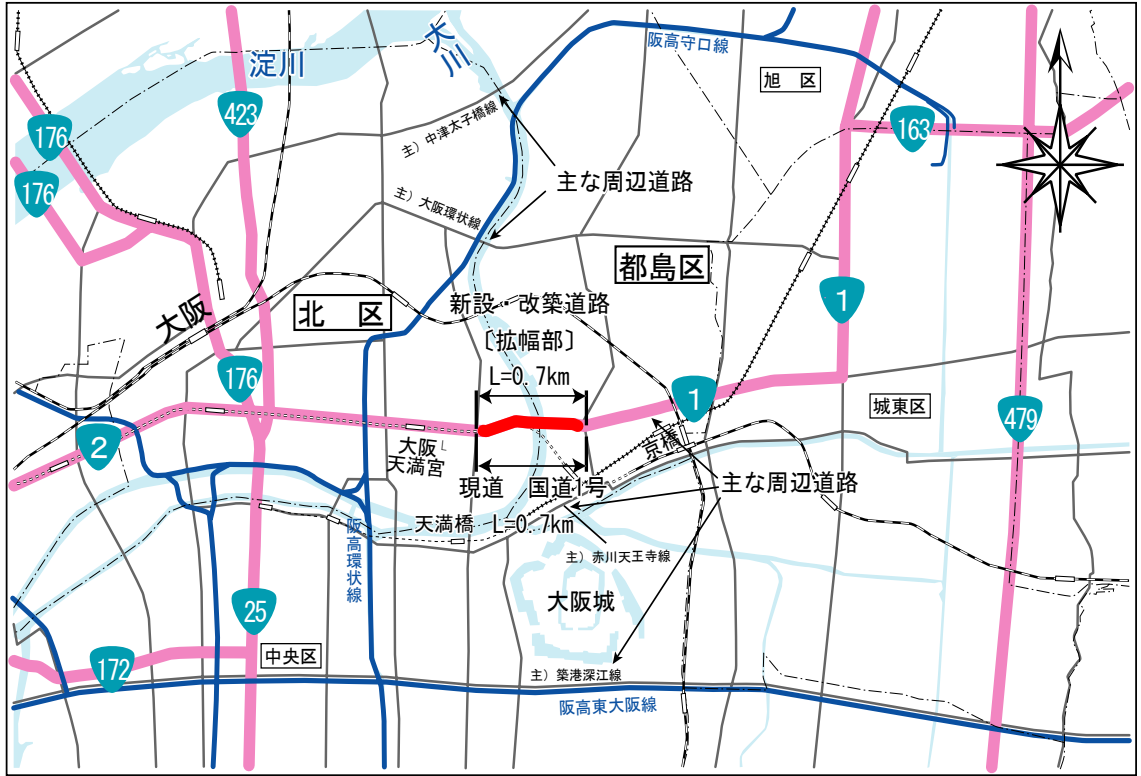 大川
阪高守口線
淀川
旭 区
423
176
163
主）中津太子橋線
176
主な周辺道路
主）大阪環状線
都島区
北 区
新設・改築道路
1
大阪
〔拡幅部〕
L=0.7km
176
1
城東区
479
2
大阪
天満宮
京橋
現道 国道1号
主な周辺道路
天満橋 L=0.7km
阪高環状線
主）赤川天王寺線
大阪城
25
中央区
172
主）築港深江線
阪高東大阪線